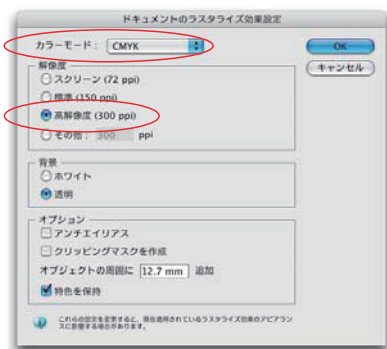 ドキュメントのラスタライズ効果設定
カラーモード： CMYK
OK
キャンセル
解像度
スクリーン (72 ppi)
標準 (150 ppi)
高解像度 (300 ppi)
その他： 300 ppi
背景
ホワイト
透明
オプション
アンチエイリアス
クリッピングマスクを作成
オブジェクトの周囲に 12.7 mm 追加
特色を保持
これらの設定を変更すると、現在適用されているラスタライズ効果のアピアラン
スに影響する場合があります。